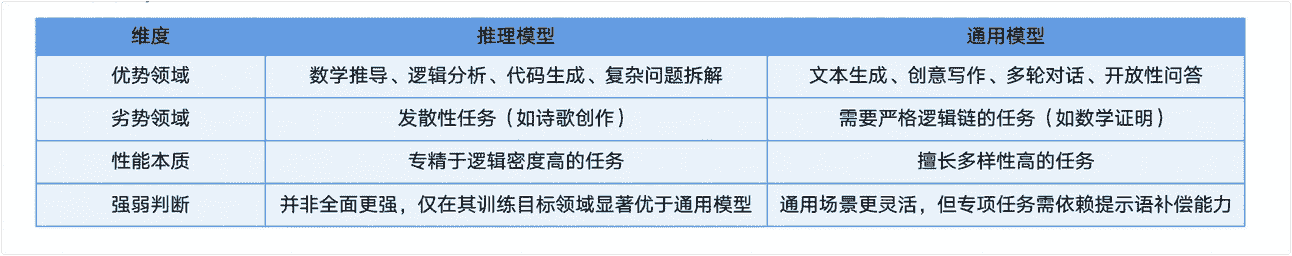 维度 推理模型 通用模型
优势领域 数学推导、逻辑分析、代码生成、复杂问题拆解 文本生成、创意写作、多轮对话、开放性问答
劣势领域 发散性任务（如诗歌创作） 需要严格逻辑链的任务（如数学证明）
性能本质 专精于逻辑密度高的任务 擅长多样性高的任务
强弱判断 并非全面更强，仅在其训练目标领域显著优于通用模型 通用场景更灵活，但专项任务需依赖提示语补偿能力